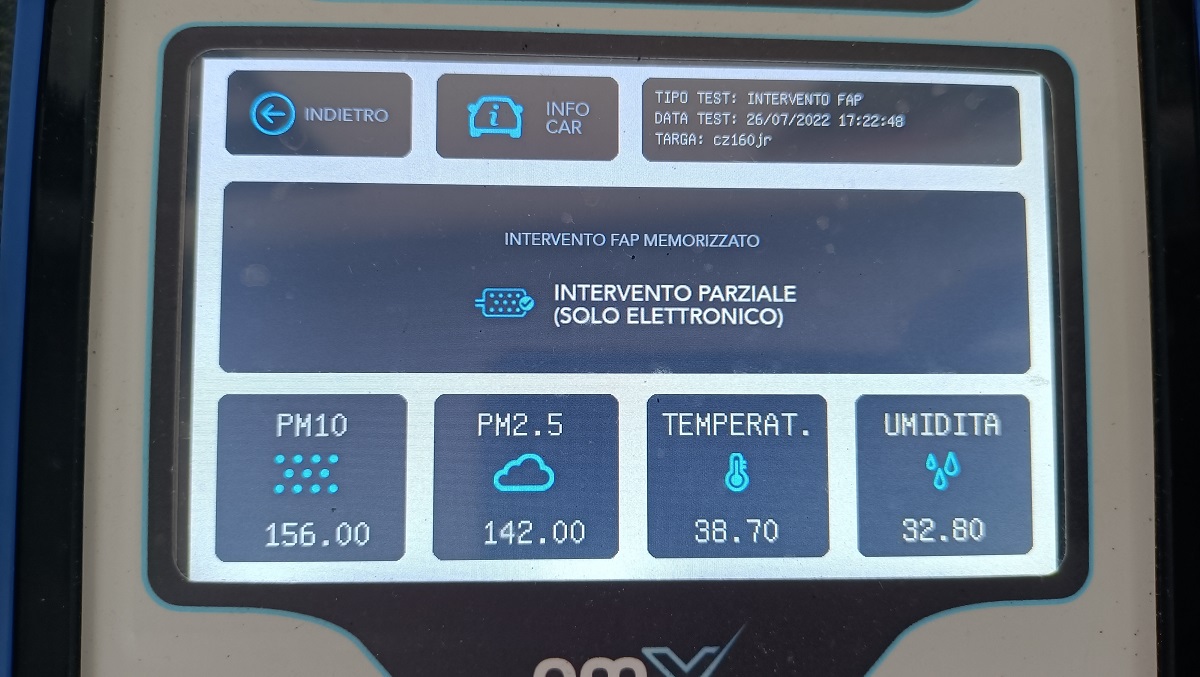 INDIETRO
INFO
CAR
TIPO TEST: INTERVENTO FAP
DATA TEST: 26/07/2022 17:22:48
TARGA: cz160jr
INTERVENTO FAP MEMORIZZATO
INTERVENTO PARZIALE
(SOLO ELETTRONICO)
PM10
156.00
PM2.5
142.00
TEMPERAT.
38.70
UMIDITA
32.80